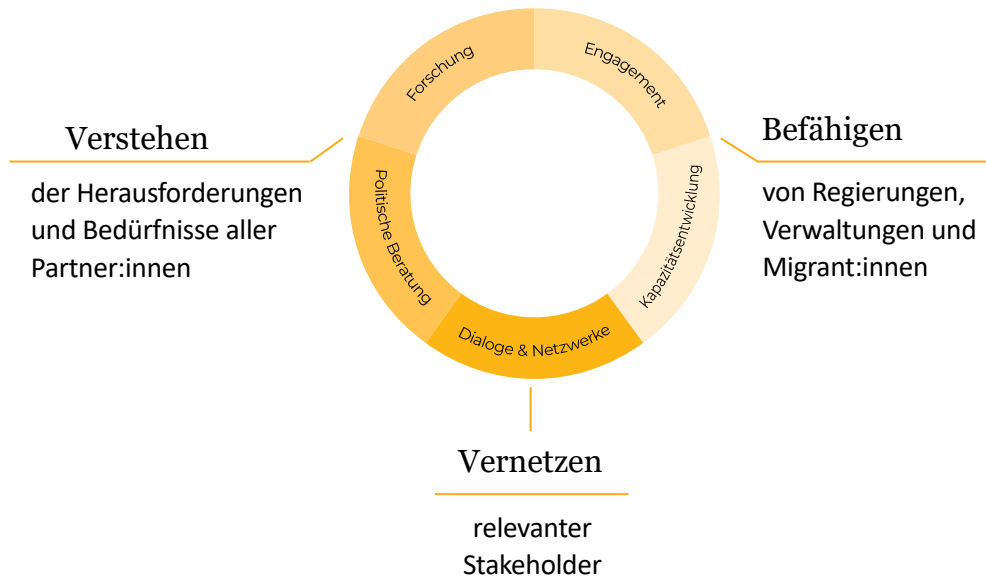 Forschung
Engagement
Politische Beratung
Kapazitätsentwicklung
Dialoge & Netzwerke
Verstehen
der Herausforderungen
und Bedürfnisse aller
Partner:innen
Befähigen
von Regierungen,
Verwaltungen und
Migrant:innen
Vernetzen
relevanter
Stakeholder